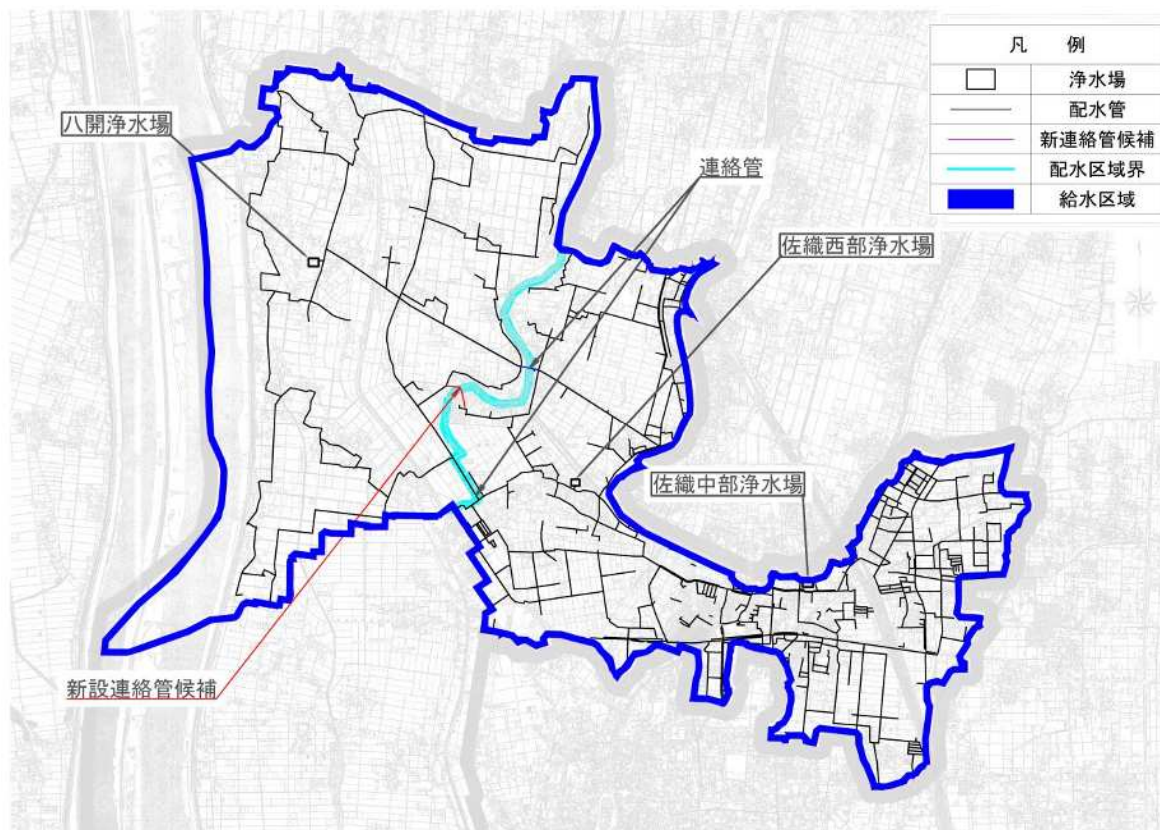 凡 例
浄水場
配水管
新連絡管候補
配水区域界
給水区域
八開浄水場
連絡管
佐織西部浄水場
佐織中部浄水場
新設連絡管候補